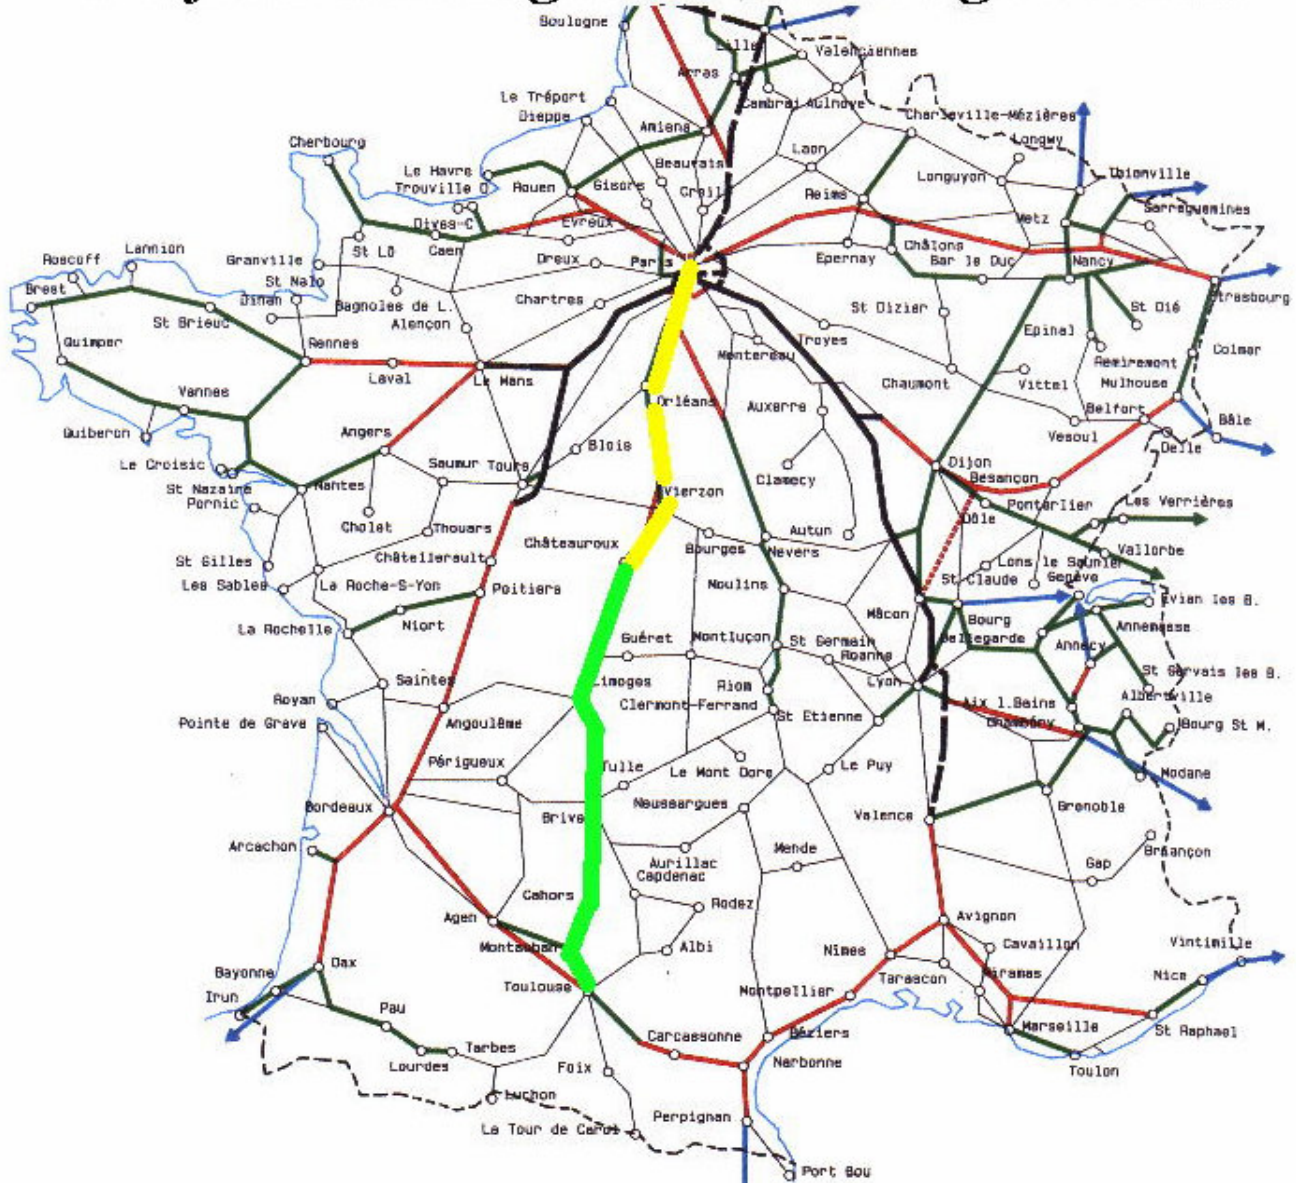 Boulogne
Lille
Valenciennes
Arras
Le Tréport
Cambrai Aulnoye
Dieppe
Charleville-Mézières
Amiens
Longwy
Cherbourg
Laon
Beauvais
Le Havre
Longuyon
Thionville
Trouville D
Rouen
Gisors
Creil
Reims
Sarreguemines
Dives-C
Evreux
Metz
St Lô
Caen
Châlons
Lannion
Roscoff
Granville
Dreux
Paris
Epernay
Bar le Duc
Nancy
Brest
St Malo
Dinan
Bagnoles de L.
Chartres
St Dizier
St Dié
Strasbourg
St Brieuc
Alençon
Troyes
Epinal
Quimper
Rennes
Montereau
Remiremont
Colmar
Laval
Le Mans
Chaumont
Vittel
Mulhouse
Vannes
Orléans
Auxerre
Belfort
Quiberon
Angers
Blois
Vesoul
Bâle
Delle
Le Croisic
Saumur Tours
Dijon
St Nazaire
Nantes
Vierzon
Clamecy
Besançon
Pornic
Cholet
Thouars
Dôle
Pontarlier
Les Verrières
Autun
St Gilles
Châtellerault
Châteauroux
Bourges
Nevers
Vallorbe
Les Sables
La Roche-S-Yon
Poitiers
Moulins
Lons le Saunier
St Claude
Genève
Niort
Mâcon
Bourg
Evian les B.
La Rochelle
Guéret
Montluçon
St Germain
Bellegarde
Annemasse
Roanne
Annecy
Saintes
Limoges
Riom
Lyon
St Gervais les B.
Royan
Clermont-Ferrand
Aix l.Bains
Albertville
Pointe de Grave
Angoulême
St Etienne
Chambéry
Bourg St M.
Périgueux
Tulle
Le Mont Dore
Le Puy
Modane
Bordeaux
Brive
Neussargues
Valence
Grenoble
Arcachon
Aurillac
Mende
Briançon
Capdenac
Gap
Cahors
Rodez
Agen
Avignon
Montauban
Albi
Nîmes
Cavaillon
Vintimille
Bayonne
Dax
Toulouse
Montpellier
Tarascon
Miramas
Nice
Irun
Pau
Carcassonne
Béziers
Marseille
St Raphael
Lourdes
Tarbes
Foix
Narbonne
Toulon
Luchon
Perpignan
La Tour de Carol
Port Bou